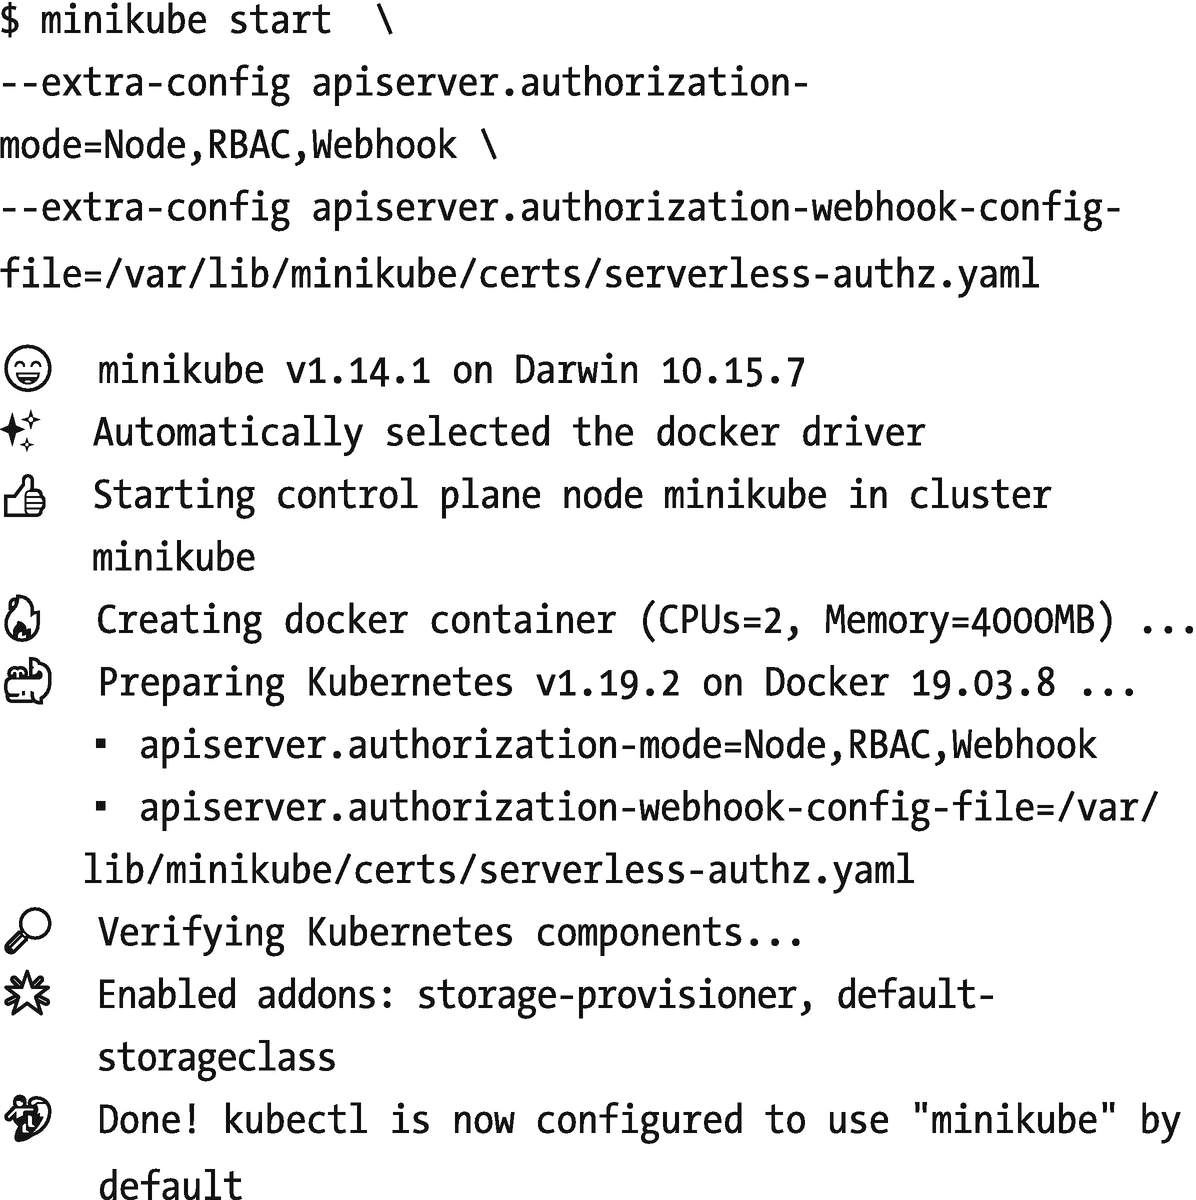 $ minikube start  \
--extra-config apiserver.authorization-
mode=Node,RBAC,Webhook \
--extra-config apiserver.authorization-webhook-config-
file=/var/lib/minikube/certs/serverless-authz.yaml
😄  minikube v1.14.1 on Darwin 10.15.7
✨  Automatically selected the docker driver
👍  Starting control plane node minikube in cluster
minikube
🔥  Creating docker container (CPUs=2, Memory=4000MB) ...
🐳  Preparing Kubernetes v1.19.2 on Docker 19.03.8 ...
▪ apiserver.authorization-mode=Node,RBAC,Webhook
▪ apiserver.authorization-webhook-config-file=/var/
lib/minikube/certs/serverless-authz.yaml
🔎  Verifying Kubernetes components...
🌟  Enabled addons: storage-provisioner, default-
storageclass
🏄  Done! kubectl is now configured to use "minikube" by
default